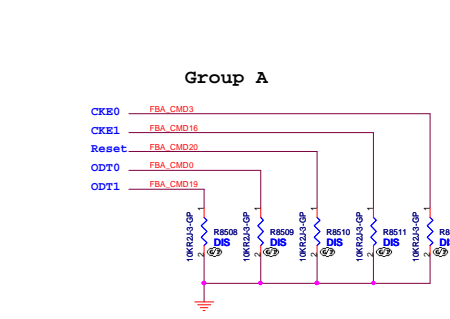 Group A
CKE0 FBA_CMD3
CKE1 FBA_CMD16
Reset FBA_CMD20
ODT0 FBA_CMD0
ODT1 FBA_CMD19
1 1 1 1 1
10KR2J-3-GP R8508 DIS 2
10KR2J-3-GP R8509 DIS 2
10KR2J-3-GP R8510 DIS 2
10KR2J-3-GP R8511 DIS 2
10KR2J-3-GP 2